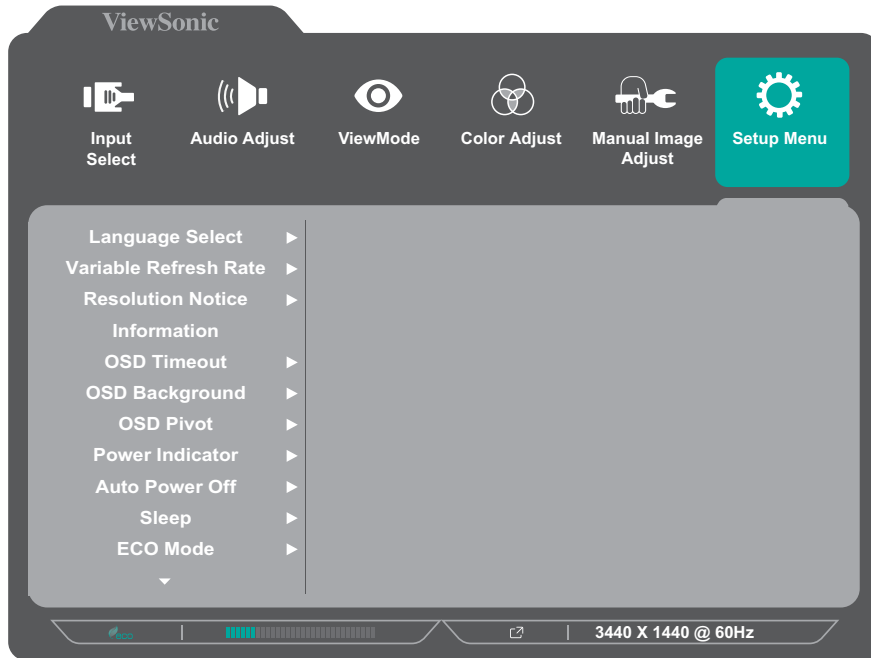 ViewSonic
Input
Select
Audio Adjust
ViewMode
Color Adjust
Manual Image
Adjust
Setup Menu
Language Select
Variable Refresh Rate
Resolution Notice
Information
OSD Timeout
OSD Background
OSD Pivot
Power Indicator
Auto Power Off
Sleep
ECO Mode
eco
3440 X 1440 @ 60Hz